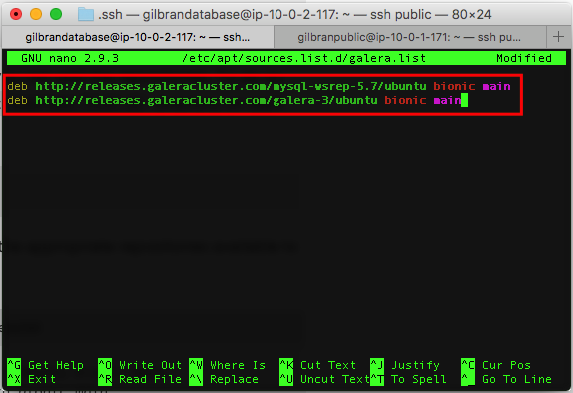 .ssh — gilbrandatabase@ip-10-0-2-117: ~ — ssh public — 80×24
gilbrandatabase@ip-10-0-2-117: ~ — ssh... gilbranpublic@ip-10-0-1-171: ~ — ssh pu... +
GNU nano 2.9.3 /etc/apt/sources.list.d/galera.list Modified
deb http://releases.galeracluster.com/mysql-wsrep-5.7/ubuntu bionic main
deb http://releases.galeracluster.com/galera-3/ubuntu bionic main
^G Get Help ^O Write Out ^W Where Is ^K Cut Text ^J Justify ^C Cur Pos
^X Exit ^R Read File ^\ Replace ^U Uncut Text ^T To Spell ^_ Go To Line